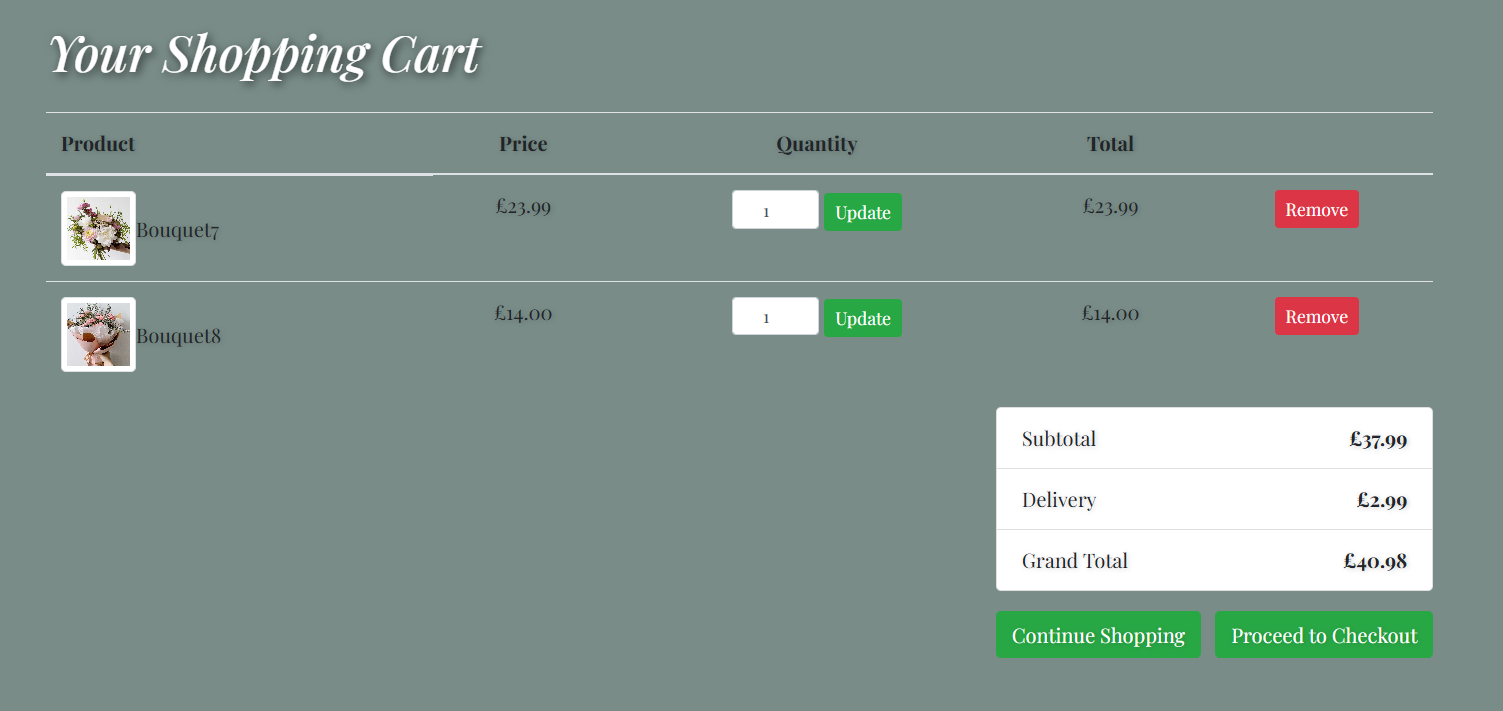 Your Shopping Cart
Product Price Quantity Total
Bouquet7 £23.99 1 Update £23.99 Remove
Bouquet8 £14.00 1 Update £14.00 Remove
Subtotal £37.99
Delivery £2.99
Grand Total £40.98
Continue Shopping Proceed to Checkout